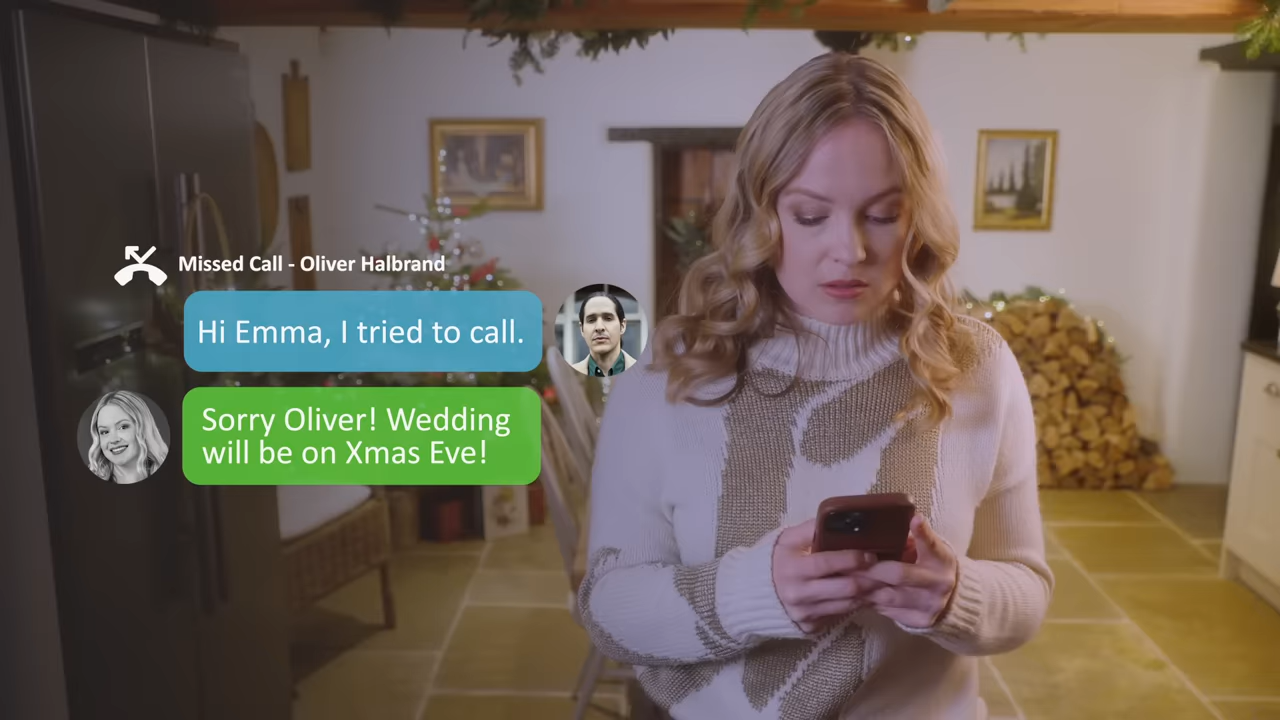 Missed Call - Oliver Halbrand
Hi Emma, I tried to call.
Sorry Oliver! Wedding
will be on Xmas Eve!